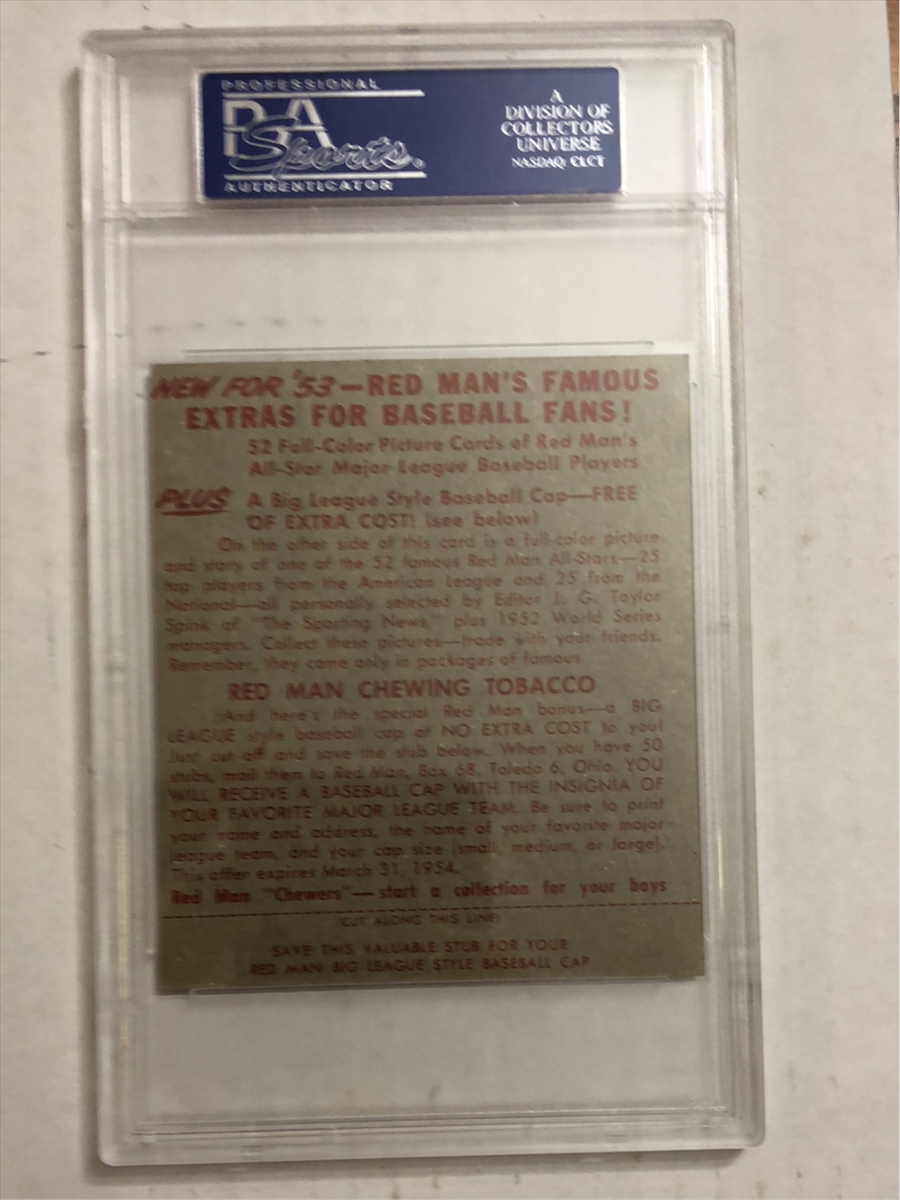 PROFESSIONAL
PSA
Sports
AUTHENTICATOR
A
DIVISION OF
COLLECTORS
UNIVERSE
NASDAQ: CLCT
NEW FOR '53—RED MAN'S FAMOUS
EXTRAS FOR BASEBALL FANS!
52 Full-Color Picture Cards of Red Man's
All-Star Major League Baseball Players
PLUS A Big League Style Baseball Cap—FREE
OF EXTRA COST! (see below)
On the other side of this card is a full-color picture
and story of one of the 52 famous Red Man All-Stars—25
top players from the American League and 25 from the
National—all personally selected by Editor J. G. Taylor
Spink of "The Sporting News," plus 1952 World Series
managers. Collect these pictures—trade with your friends.
Remember, they come only in packages of famous
RED MAN CHEWING TOBACCO
And here's the special Red Man bonus—a BIG
LEAGUE style baseball cap at NO EXTRA COST to you!
Just cut off and save the stub below. When you have 50
stubs, mail them to Red Man, Box 68, Toledo 6, Ohio. YOU
WILL RECEIVE A BASEBALL CAP WITH THE INSIGNIA OF
YOUR FAVORITE MAJOR LEAGUE TEAM. Be sure to print
your name and address, the name of your favorite major
league team, and your cap size (small, medium, or large).
This offer expires March 31, 1954.
Red Man "Chewers"—start a collection for your boys
(CUT ALONG THIS LINE)
SAVE THIS VALUABLE STUB FOR YOUR
RED MAN BIG LEAGUE STYLE BASEBALL CAP